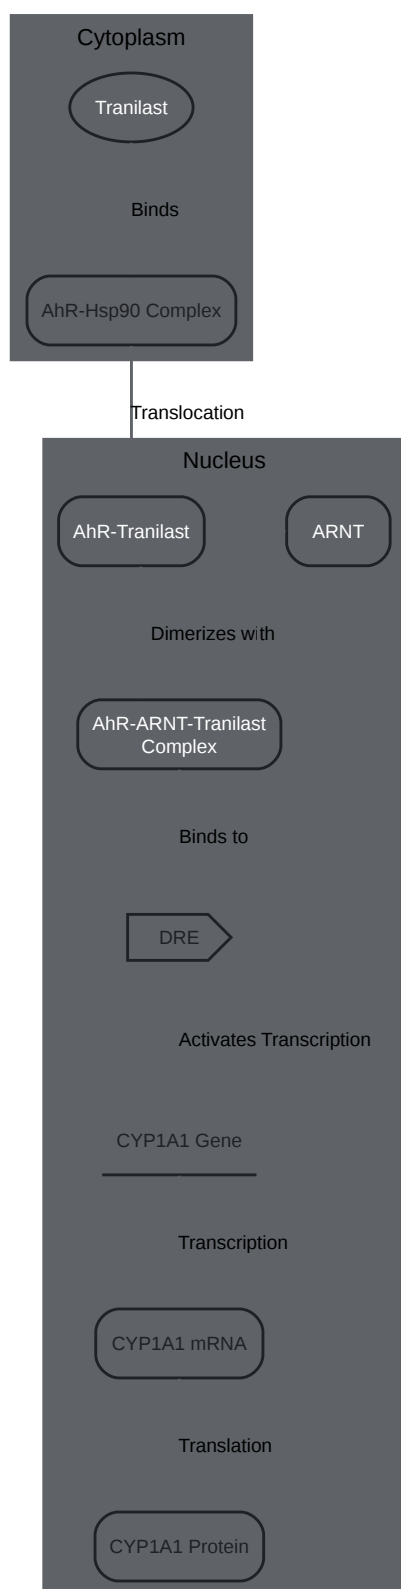 Cytoplasm
Tranilast
Binds
AhR-Hsp90 Complex
Translocation
Nucleus
AhR-Tranilast
ARNT
Dimerizes with
AhR-ARNT-Tranilast
Complex
Binds to
DRE
Activates Transcription
CYP1A1 Gene
Transcription
CYP1A1 mRNA
Translation
CYP1A1 Protein